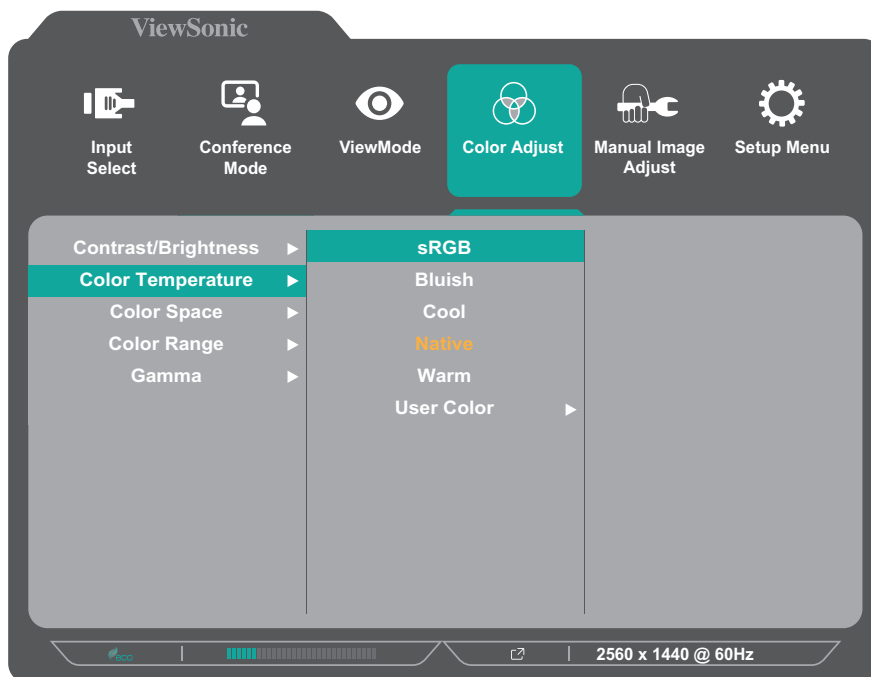 ViewSonic
Input Select
Conference Mode
ViewMode
Color Adjust
Manual Image Adjust
Setup Menu
Contrast/Brightness
Color Temperature
Color Space
Color Range
Gamma
sRGB
Bluish
Cool
Native
Warm
User Color
ECO
2560 x 1440 @ 60Hz